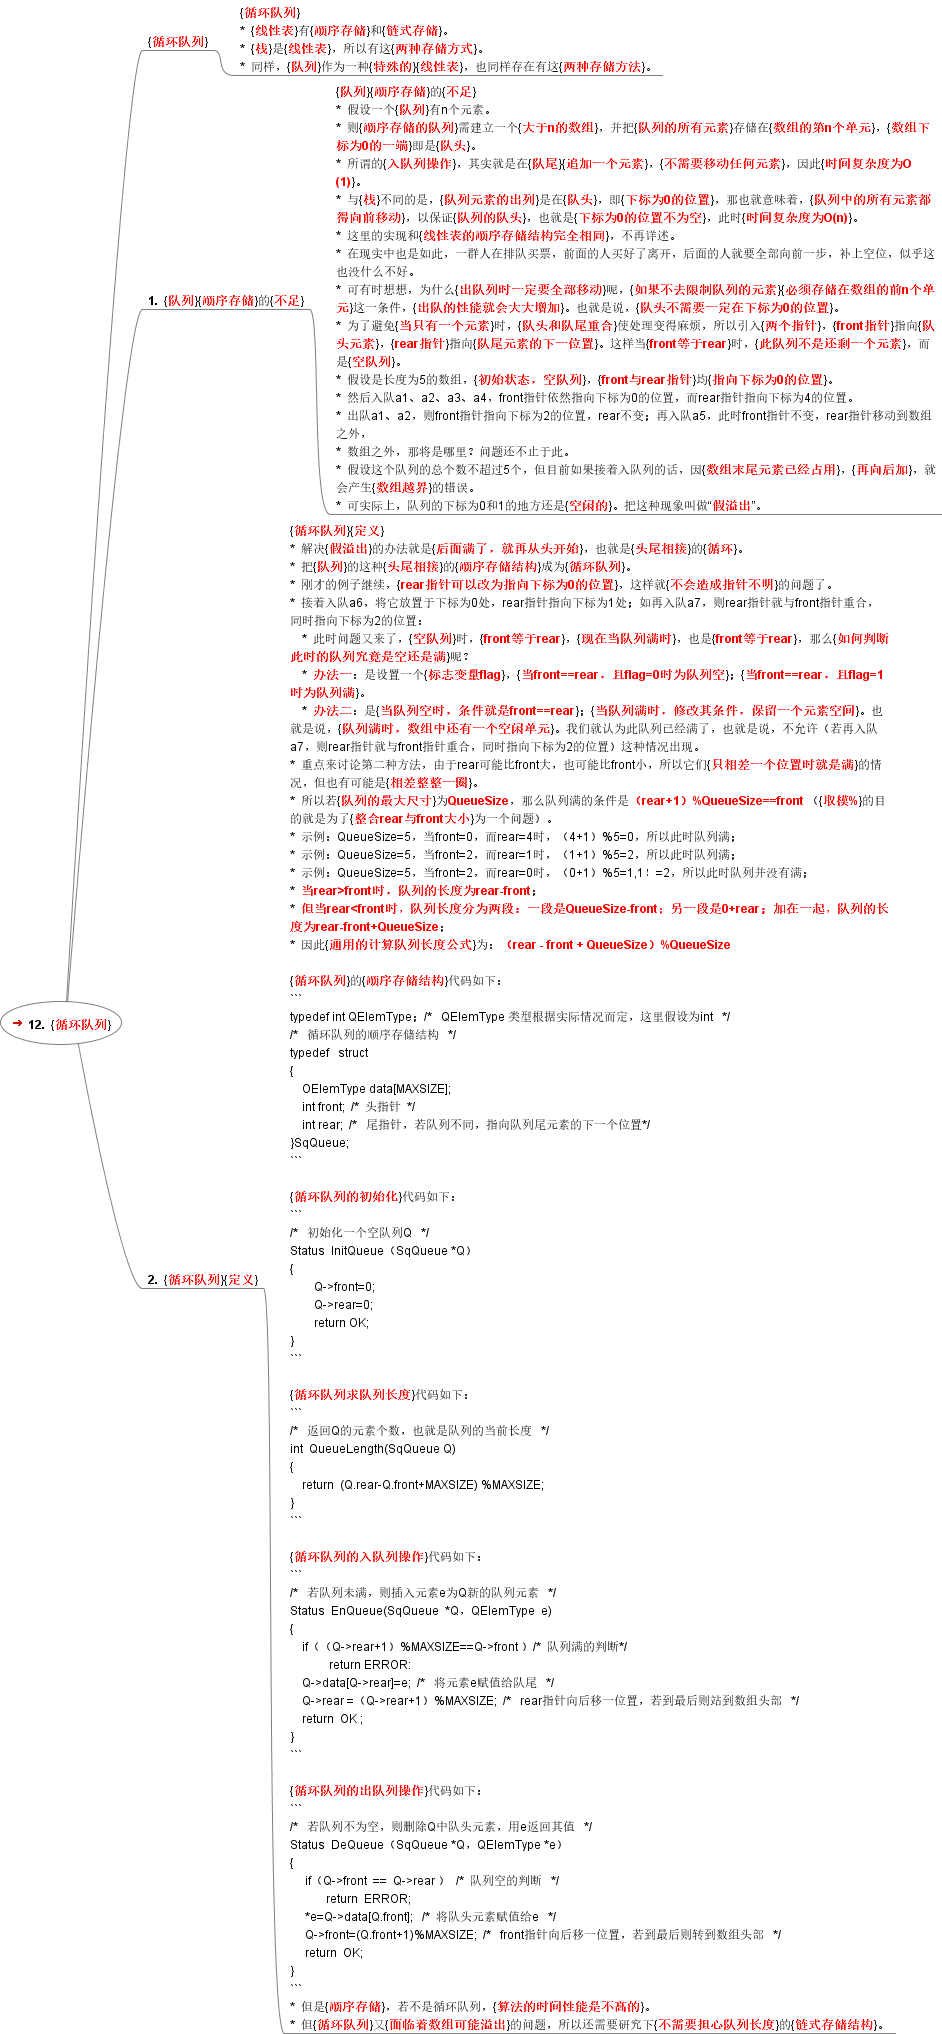 {循环队列}
{循环队列}
* {线性表}有{顺序存储}和{链式存储}。
* {栈}是{线性表}，所以有这{两种存储方式}。
* 同样，{队列}作为一种{特殊的}{线性表}，也同样存在有这{两种存储方法}。
1. {队列}{顺序存储}的{不足}
{队列}{顺序存储}的{不足}
* 假设一个{队列}有n个元素。
* 则{顺序存储的队列}需建立一个{大于n的数组}，并把{队列的所有元素}存储在{数组的第n个单元}，{数组下
标为0的一端}即是{队头}。
* 所谓的{入队列操作}，其实就是在{队尾}{追加一个元素}，{不需要移动任何元素}，因此{时间复杂度为O
(1)}。
* 与{栈}不同的是，{队列元素的出列}是在{队头}，即{下标为0的位置}，那也就意味着，{队列中的所有元素都
得向前移动}，以保证{队列的队头}，也就是{下标为0的位置不为空}，此时{时间复杂度为O(n)}。
* 这里的实现和{线性表的顺序存储结构完全相同}，不再详述。
* 在现实中也是如此，一群人在排队买票，前面的人买好了离开，后面的人就要全部向前一步，补上空位，似乎这
也没什么不好。
* 可有时想想，为什么{出队列时一定要全部移动}呢，{如果不去限制队列的元素}{必须存储在数组的前n个单
元}这一条件，{出队的性能就会大大增加}。也就是说，{队头不需要一定在下标为0的位置}。
* 为了避免{当只有一个元素}时，{队头和队尾重合}使处理变得麻烦，所以引入{两个指针}，{front指针}指向{队
头元素}，{rear指针}指向{队尾元素的下一位置}。这样当{front等于rear}时，{此队列不是还剩一个元素}，而
是{空队列}。
* 假设是长度为5的数组，{初始状态，空队列}，{front与rear指针}均{指向下标为0的位置}。
* 然后入队a1、a2、a3、a4，front指针依然指向下标为0的位置，而rear指针指向下标为4的位置。
* 出队a1、a2，则front指针指向下标为2的位置，rear不变；再入队a5，此时front指针不变，rear指针移动到数组
之外，
* 数组之外，那将是哪里？问题还不止于此。
* 假设这个队列的总个数不超过5个，但目前如果接着入队列的话，因{数组末尾元素已经占用}，{再向后加}，就
会产生{数组越界}的错误。
* 可实际上，队列的下标为0和1的地方还是{空闲的}。把这种现象叫做“假溢出”。
12. {循环队列}
2. {循环队列}{定义}
{循环队列}{定义}
* 解决{假溢出}的办法就是{后面满了，就再从头开始}，也就是{头尾相接}的{循环}。
* 把{队列}的这种{头尾相接}的{顺序存储结构}成为{循环队列}。
* 刚才的例子继续，{rear指针可以改为指向下标为0的位置}，这样就{不会造成指针不明}的问题了。
* 接着入队a6，将它放置于下标为0处，rear指针指向下标为1处；如再入队a7，则rear指针就与front指针重合，
同时指向下标为2的位置：
* 此时问题又来了，{空队列}时，{front等于rear}，{现在当队列满时}，也是{front等于rear}，那么{如何判断
此时的队列究竟是空还是满}呢？
* 办法一：是设置一个{标志变量flag}，{当front==rear，且flag=0时为队列空}；{当front==rear，且flag=1
时为队列满}。
* 办法二：是{当队列空时，条件就是front==rear}；{当队列满时，修改其条件，保留一个元素空间}。也
就是说，{队列满时，数组中还有一个空闲单元}。我们就认为此队列已经满了，也就是说，不允许（若再入队
a7，则rear指针就与front指针重合，同时指向下标为2的位置）这种情况出现。
* 重点来讨论第二种方法，由于rear可能比front大，也可能比front小，所以它们{只相差一个位置时就是满}的情
况，但也有可能是{相差整整一圈}。
* 所以若{队列的最大尺寸}为QueueSize，那么队列满的条件是（rear+1）%QueueSize==front（{取模%}的目
的就是为了{整合rear与front大小}为一个问题）。
* 示例：QueueSize=5，当front=0，而rear=4时，（4+1）%5=0，所以此时队列满；
* 示例：QueueSize=5，当front=2，而rear=1时，（1+1）%5=2，所以此时队列满；
* 示例：QueueSize=5，当front=2，而rear=0时，（0+1）%5=1,1！=2，所以此时队列并没有满；
* 当rear>front时，队列的长度为rear-front；
* 但当rear<front时，队列长度分为两段：一段是QueueSize-front；另一段是0+rear；加在一起，队列的长
度为rear-front+QueueSize；
* 因此{通用的计算队列长度公式}为：（rear - front + QueueSize）%QueueSize
{循环队列}的{顺序存储结构}代码如下：
```
typedef int QElemType；/* QElemType 类型根据实际情况而定，这里假设为int */
/* 循环队列的顺序存储结构 */
typedef struct
{
OElemType data[MAXSIZE];
int front; /* 头指针 */
int rear; /* 尾指针，若队列不同，指向队列尾元素的下一个位置*/
}SqQueue;
```
{循环队列的初始化}代码如下：
```
/* 初始化一个空队列Q */
Status InitQueue（SqQueue *Q）
{
Q->front=0;
Q->rear=0;
return OK;
}
```
{循环队列求队列长度}代码如下：
```
/* 返回Q的元素个数，也就是队列的当前长度 */
int QueueLength(SqQueue Q)
{
return (Q.rear-Q.front+MAXSIZE) %MAXSIZE;
}
```
{循环队列的入队列操作}代码如下：
```
/* 若队列未满，则插入元素e为Q新的队列元素 */
Status EnQueue(SqQueue *Q，QElemType e)
{
if（（Q->rear+1）%MAXSIZE==Q->front ）/* 队列满的判断*/
return ERROR:
Q->data[Q->rear]=e; /* 将元素e赋值给队尾 */
Q->rear =（Q->rear+1）%MAXSIZE; /* rear指针向后移一位置，若到最后则站到数组头部 */
return OK ;
}
```
{循环队列的出队列操作}代码如下：
```
/* 若队列不为空，则删除Q中队头元素，用e返回其值 */
Status DeQueue（SqQueue *Q，QElemType *e）
{
if（Q->front == Q->rear ） /* 队列空的判断 */
return ERROR;
*e=Q->data[Q.front]; /* 将队头元素赋值给e */
Q->front=(Q.front+1)%MAXSIZE; /* front指针向后移一位置，若到最后则转到数组头部 */
return OK;
}
```
* 但是{顺序存储}，若不是循环队列，{算法的时间性能是不高的}。
* 但{循环队列}又{面临着数组可能溢出}的问题，所以还需要研究下{不需要担心队列长度}的{链式存储结构}。